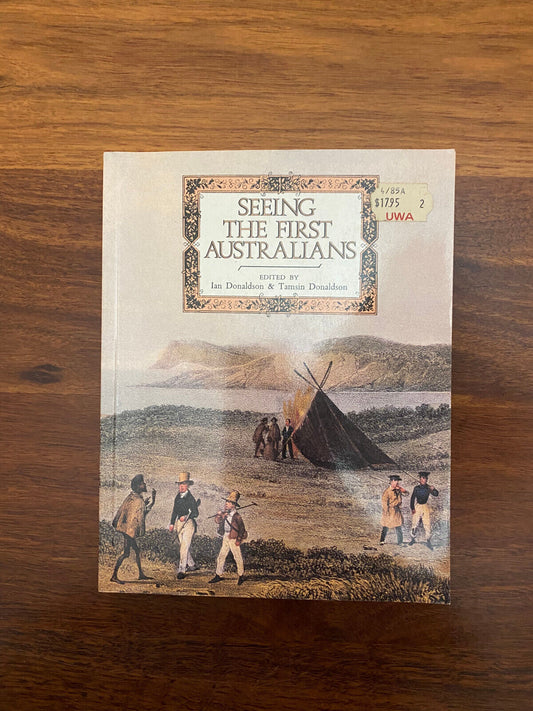 SEEING
THE FIRST
AUSTRALIANS
EDITED BY
Ian Donaldson & Tamsin Donaldson
4/85A
$17.95 2
UWA